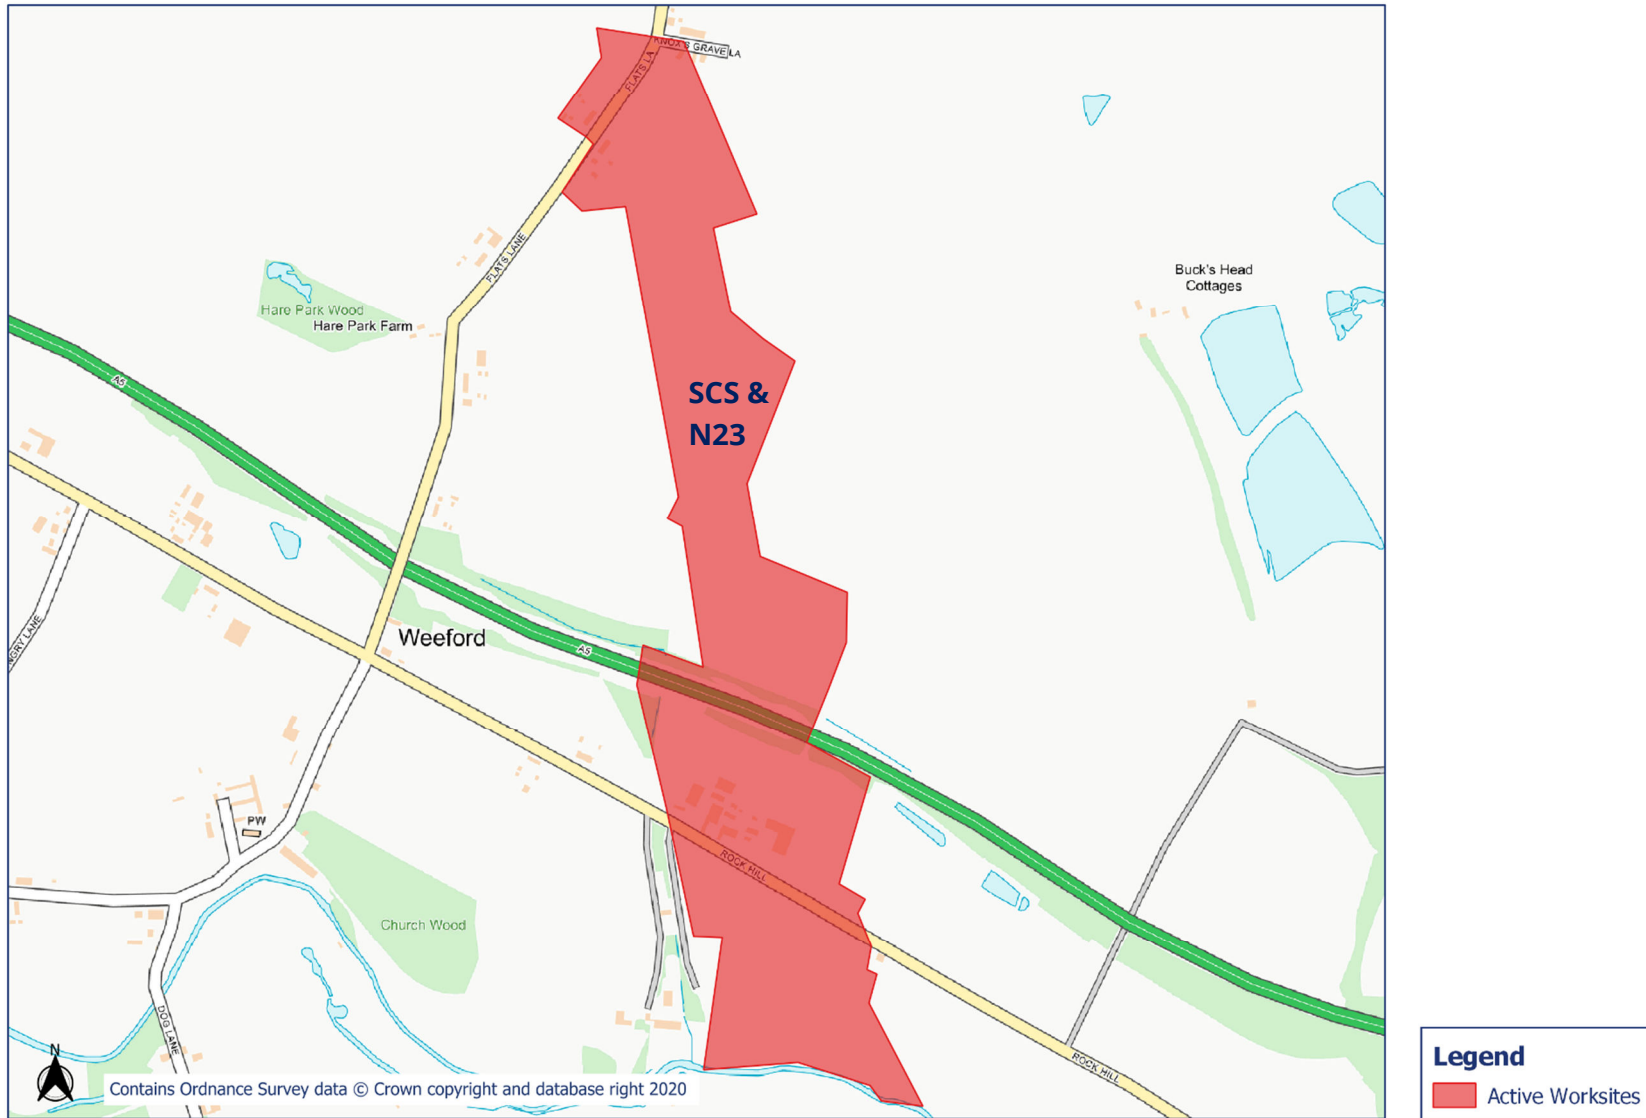 KNOX'S GRAVE LA
FLATS LA
FLATS LANE
Hare Park Wood
Hare Park Farm
Buck's Head
Cottages
A5
SCS &
N23
Weeford
A5
NGRY LANE
PW
ROCK HILL
Church Wood
DOG LANE
ROCK HILL
N
Contains Ordnance Survey data © Crown copyright and database right 2020
Legend
Active Worksites